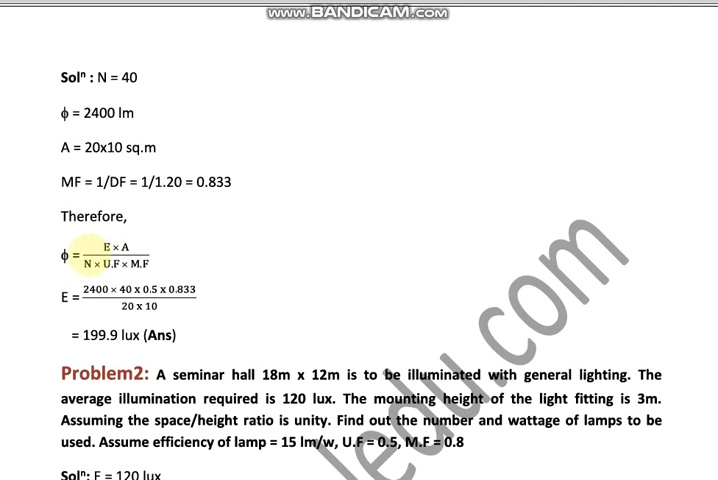 www.BANDICAM.com
Solⁿ : N = 40
ϕ = 2400 lm
A = 20x10 sq.m
MF = 1/DF = 1/1.20 = 0.833
Therefore,
ϕ = E × A / N × U.F × M.F
E = 2400 × 40 x 0.5 x 0.833 / 20 x 10
= 199.9 lux (Ans)
Problem2: A seminar hall 18m x 12m is to be illuminated with general lighting. The
average illumination required is 120 lux. The mounting height of the light fitting is 3m.
Assuming the space/height ratio is unity. Find out the number and wattage of lamps to be
used. Assume efficiency of lamp = 15 lm/w, U.F = 0.5, M.F = 0.8
Solⁿ: E = 120 lux
ledu.com